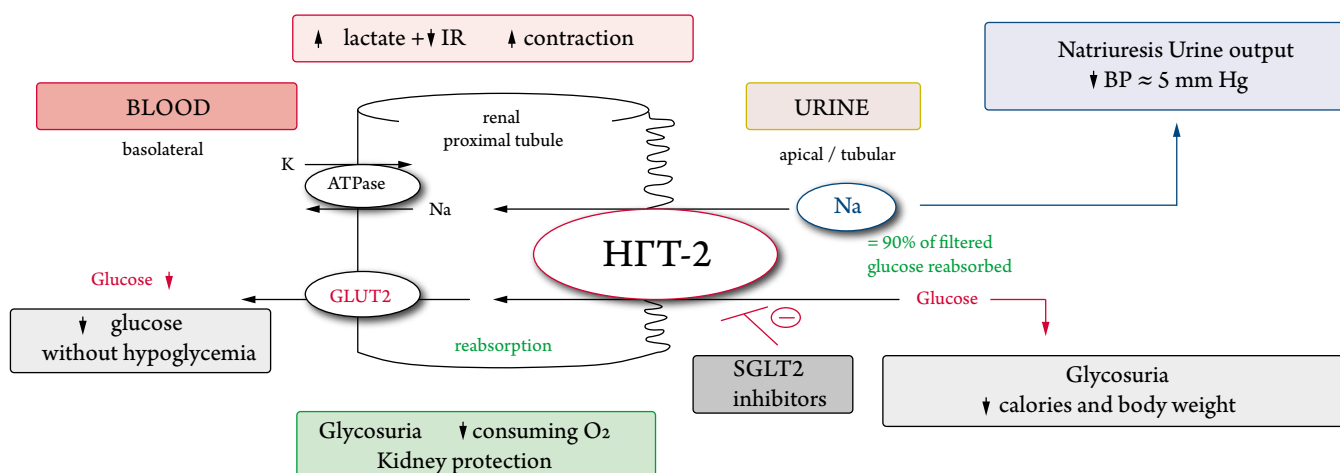 lactate + IR contraction
Natriuresis Urine output
BP ≈ 5 mm Hg
BLOOD
basolateral
renal
proximal tubule
URINE
apical / tubular
K
ATPase
Na
Na
НГТ-2
= 90% of filtered
glucose reabsorbed
Glucose
GLUT2
Glucose
glucose
without hypoglycemia
reabsorption
SGLT2
inhibitors
Glycosuria
calories and body weight
Glycosuria consuming O2
Kidney protection